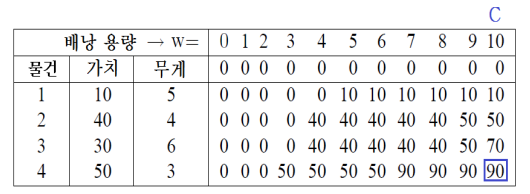 C
배낭 용량 → W= 0 1 2 3 4 5 6 7 8 9 10
물건 가치 무게 0 0 0 0 0 0 0 0 0 0 0
1 10 5 0 0 0 0 0 10 10 10 10 10 10
2 40 4 0 0 0 0 40 40 40 40 40 50 50
3 30 6 0 0 0 0 40 40 40 40 40 50 70
4 50 3 0 0 0 50 50 50 50 90 90 90 90